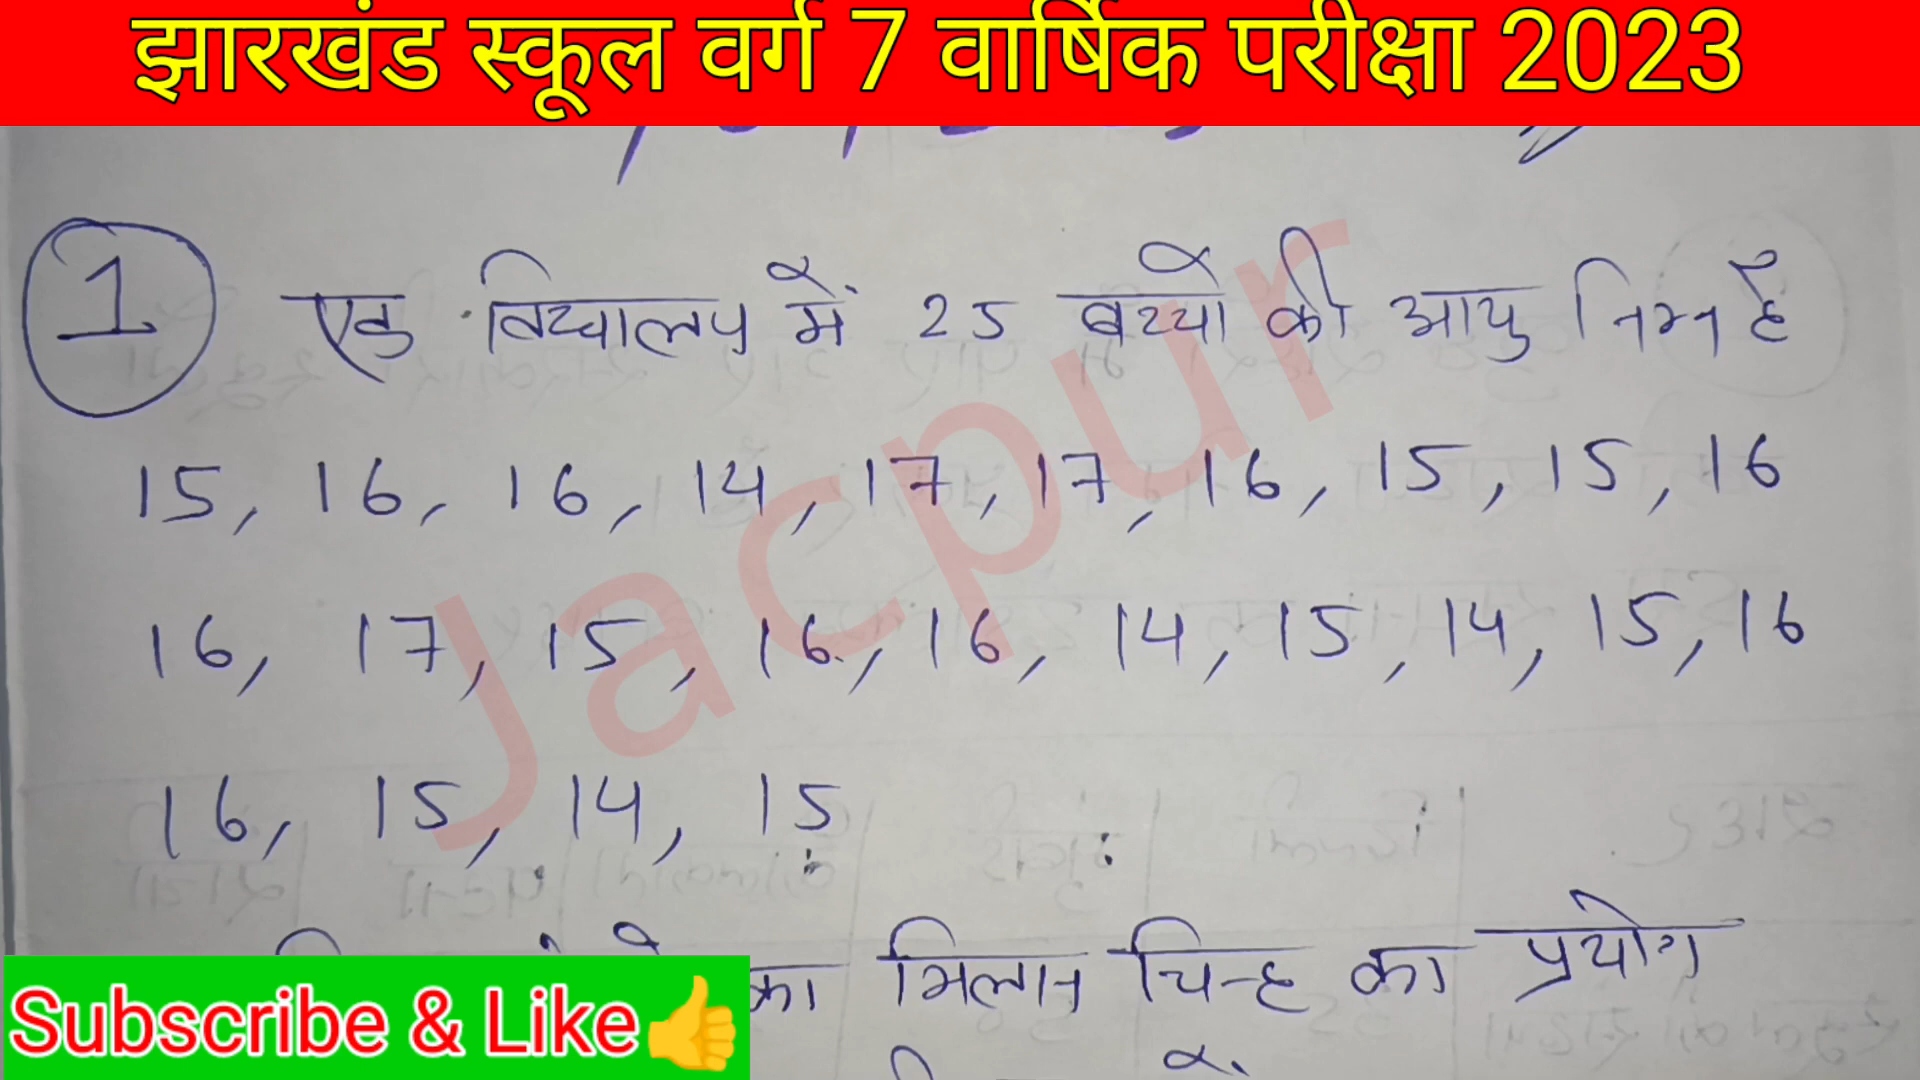 झारखंड स्कूल वर्ग 7 वार्षिक परीक्षा 2023
1 एक विद्यालय में 25 बच्चों की आयु निम्न है
15, 16, 16, 14, 17, 17, 16, 15, 15, 16
16, 17, 15, 16, 16, 14, 15, 14, 15, 16
16, 15, 14, 15
का मिलान चिन्ह का प्रयोग
Subscribe & Like
Jacpur